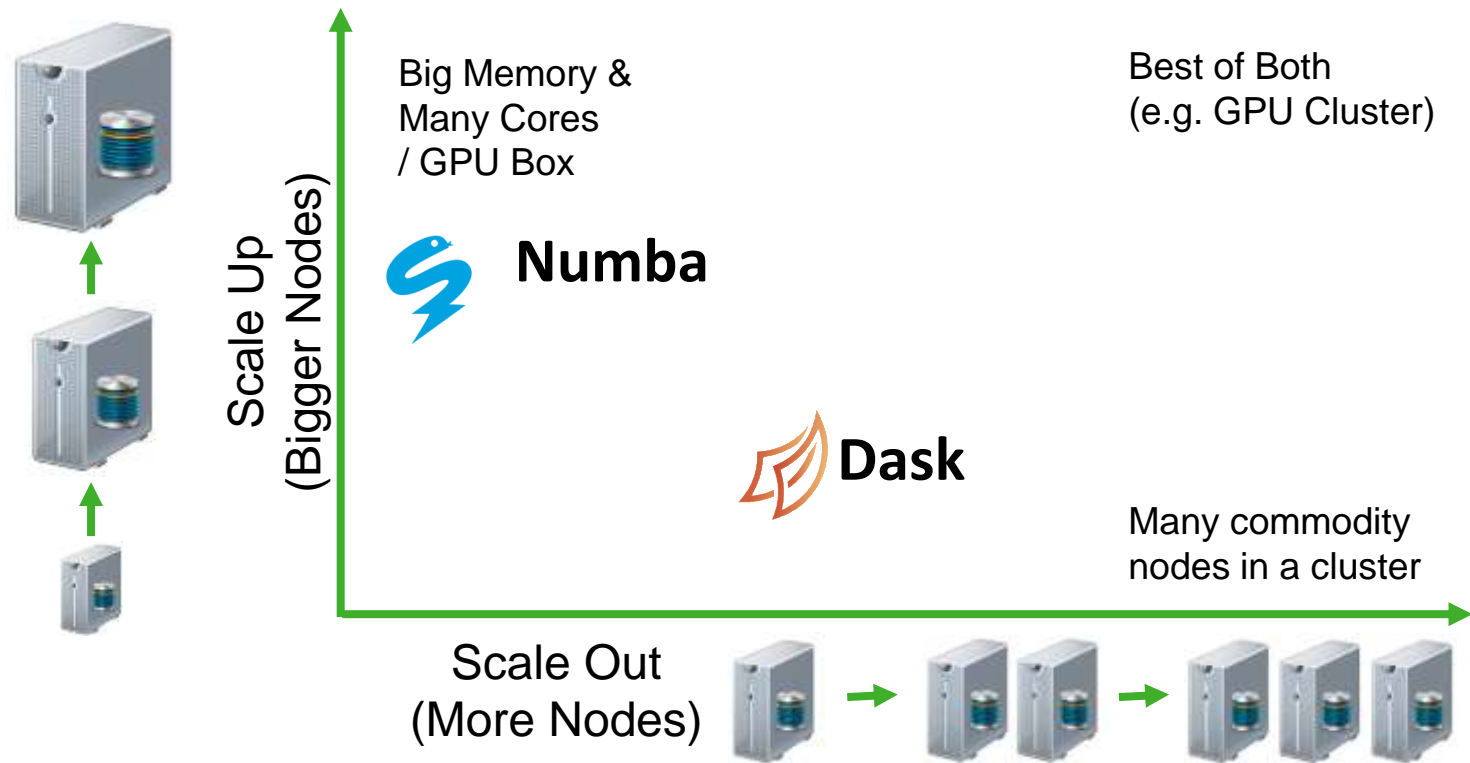 Big Memory &
Many Cores
/ GPU Box
Best of Both
(e.g. GPU Cluster)
Scale Up
(Bigger Nodes)
Numba
Dask
Many commodity
nodes in a cluster
Scale Out
(More Nodes)